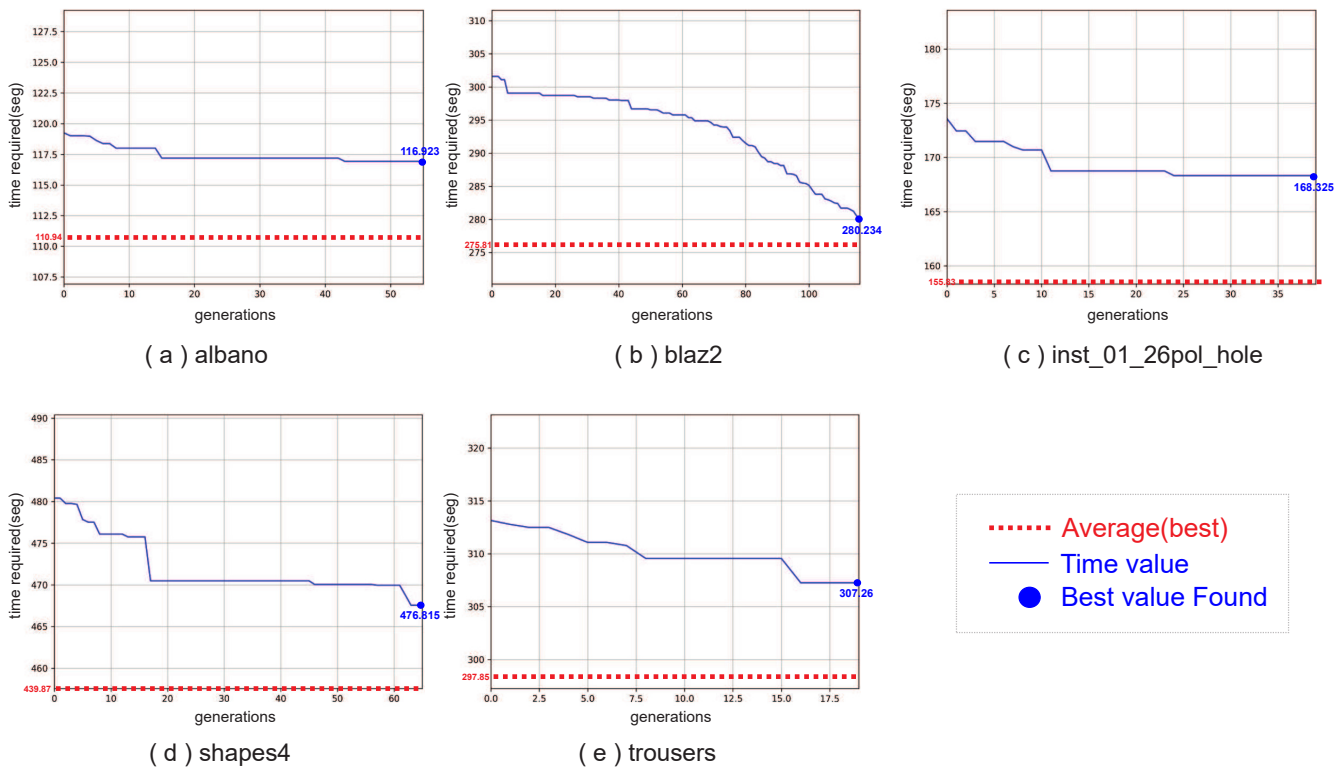 127.5
125.0
122.5
120.0
117.5
115.0
112.5
110.0
107.5
110.94
116.923
time required(seg)
0 10 20 30 40 50
generations
( a ) albano
310
305
300
295
290
285
280
275
275.81
280.234
time required(seg)
0 20 40 60 80 100
generations
( b ) blaz2
180
175
170
165
160
155.83
168.325
time required(seg)
0 5 10 15 20 25 30 35
generations
( c ) inst_01_26pol_hole
490
485
480
475
470
465
460
439.87
476.815
time required(seg)
0 10 20 30 40 50 60
generations
( d ) shapes4
320
315
310
305
300
297.85
307.26
time required(seg)
0.0 2.5 5.0 7.5 10.0 12.5 15.0 17.5
generations
( e ) trousers
Average(best)
Time value
Best value Found